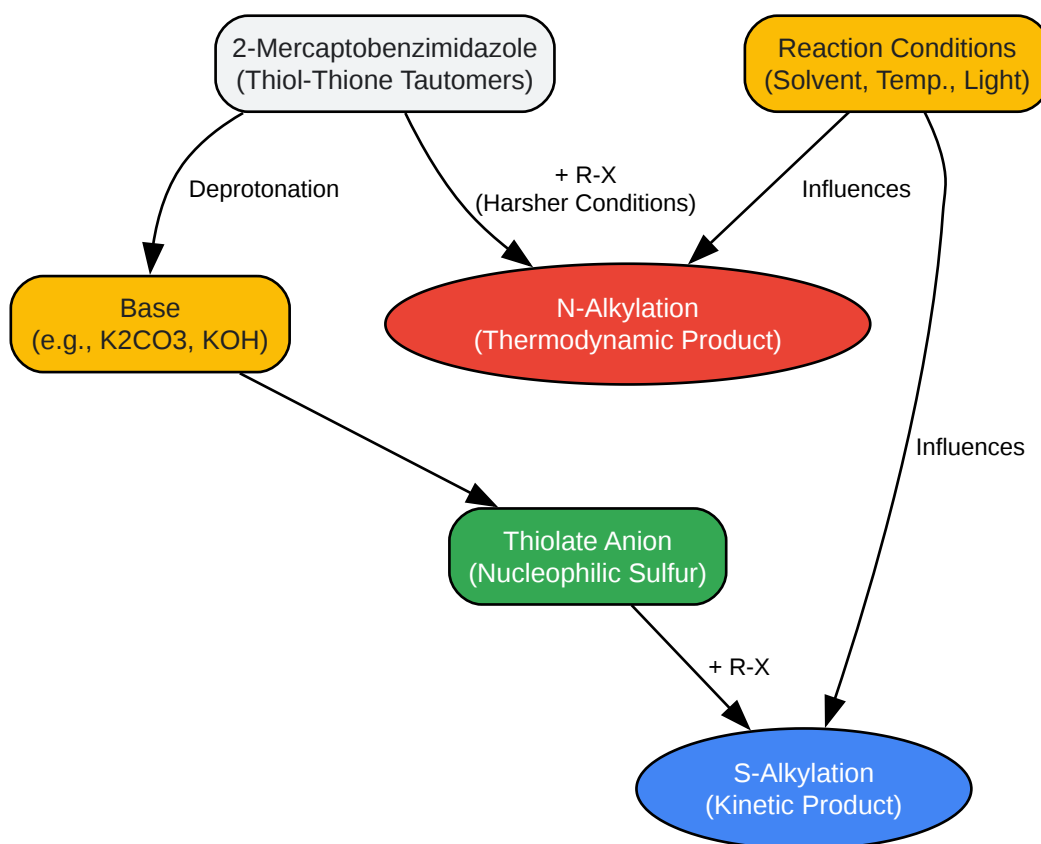 2-Mercaptobenzimidazole
(Thiol-Thione Tautomers)
Reaction Conditions
(Solvent, Temp., Light)
Deprotonation
+ R-X
(Harsher Conditions)
Influences
Base
(e.g., K2CO3, KOH)
N-Alkylation
(Thermodynamic Product)
Influences
Thiolate Anion
(Nucleophilic Sulfur)
+ R-X
S-Alkylation
(Kinetic Product)